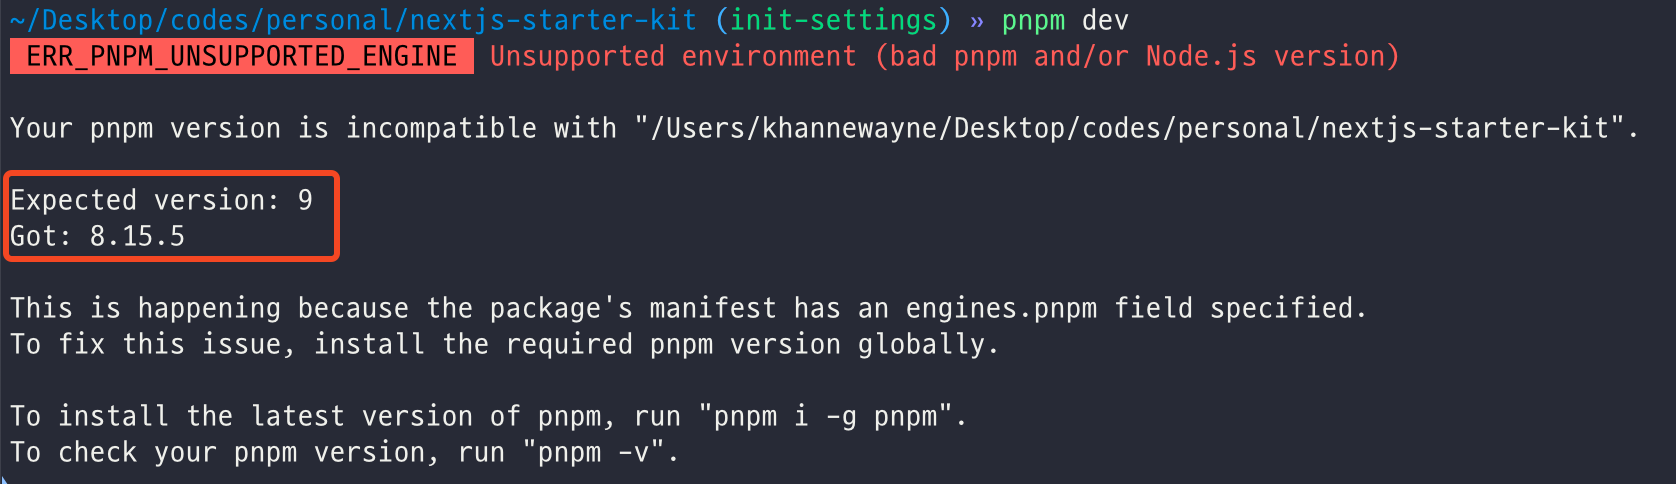 ~/Desktop/codes/personal/nextjs-starter-kit (init-settings) » pnpm dev
ERR_PNPM_UNSUPPORTED_ENGINE Unsupported environment (bad pnpm and/or Node.js version)
Your pnpm version is incompatible with "/Users/khannewayne/Desktop/codes/personal/nextjs-starter-kit".
Expected version: 9
Got: 8.15.5
This is happening because the package's manifest has an engines.pnpm field specified.
To fix this issue, install the required pnpm version globally.
To install the latest version of pnpm, run "pnpm i -g pnpm".
To check your pnpm version, run "pnpm -v".